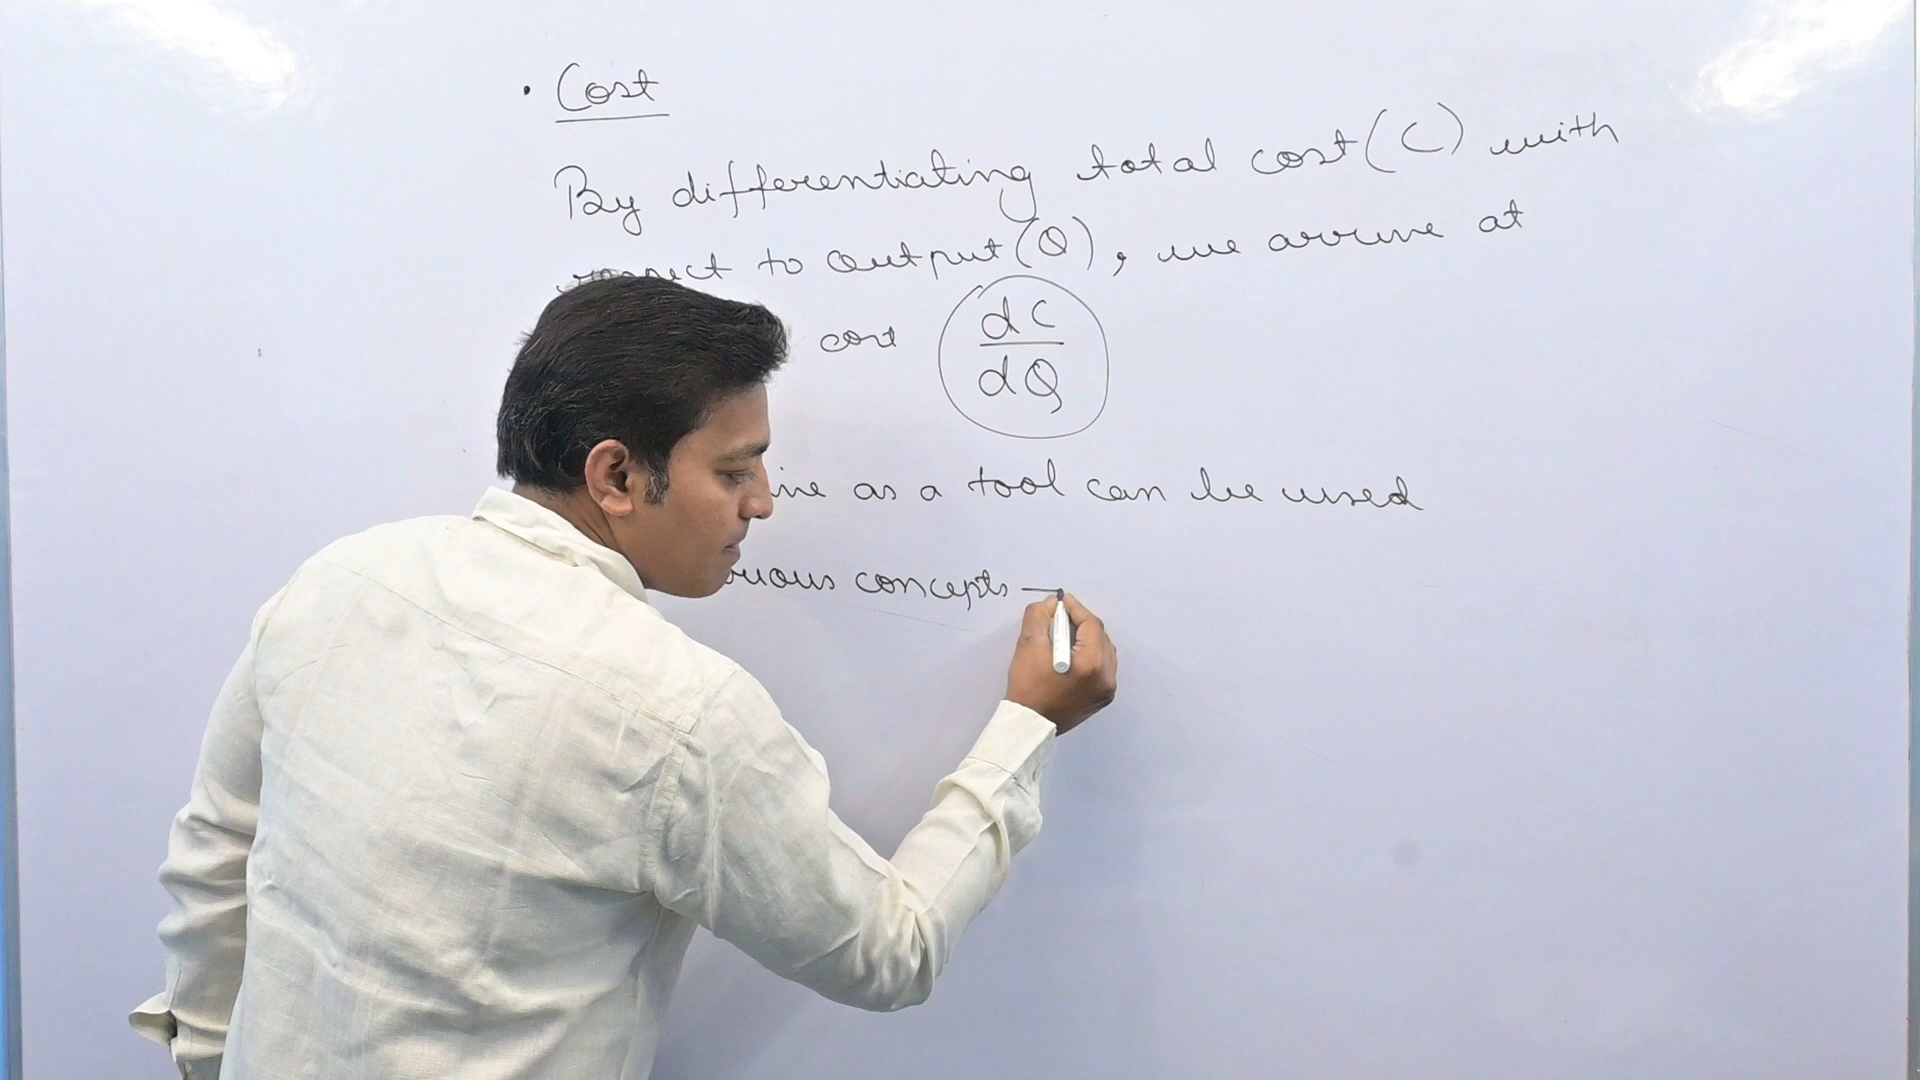 • Cost
By differentiating total cost (C) with
respect to output (Q), we arrive at
cost dC/dQ
as a tool can be used
concepts —